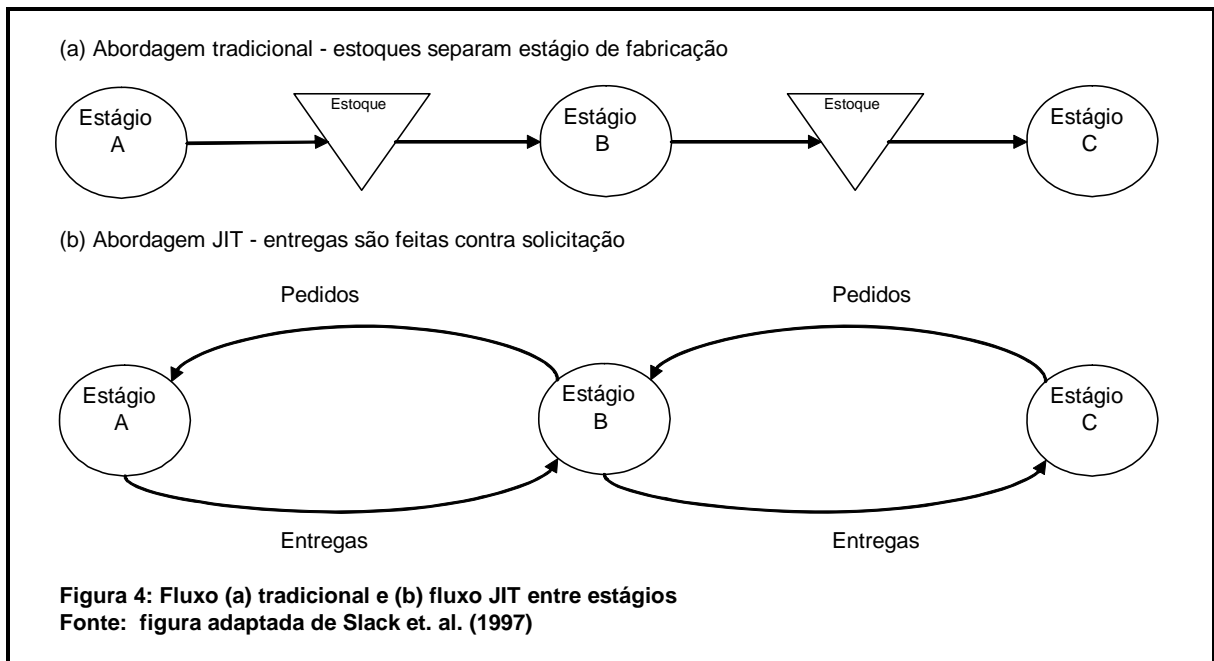 (a) Abordagem tradicional - estoques separam estágio de fabricação
Estágio
A
Estoque
Estágio
B
Estoque
Estágio
C
(b) Abordagem JIT - entregas são feitas contra solicitação
Pedidos
Pedidos
Estágio
A
Estágio
B
Estágio
C
Entregas
Entregas
Figura 4: Fluxo (a) tradicional e (b) fluxo JIT entre estágios
Fonte: figura adaptada de Slack et. al. (1997)